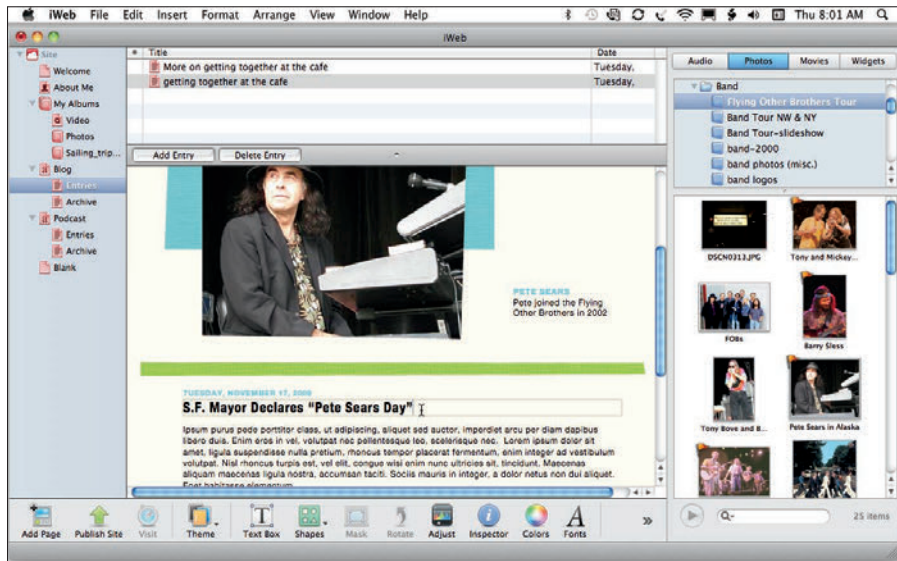 iWeb File Edit Insert Format Arrange View Window Help Thu 8:01 AM
iWeb
Site
Welcome
About Me
My Albums
Video
Photos
Sailing_trip...
Blog
Entries
Archive
Podcast
Entries
Archive
Blank
Title Date
More on getting together at the cafe Tuesday,
getting together at the cafe Tuesday,
Add Entry Delete Entry
PETE SEARS
Pete joined the Flying
Other Brothers in 2002
TUESDAY, NOVEMBER 17, 2009
S.F. Mayor Declares “Pete Sears Day”
Ipsum purus pede porttitor class, ut adipiscing, aliquet sed auctor, imperdiet arcu per diam dapibus
libero duis. Enim eros in vel, volutpat nec pellentesque leo, scelerisque nec. Lorem ipsum dolor sit
amet, ligula suspendisse nulla pretium, rhoncus tempor placerat fermentum, enim integer ad vestibulum
volutpat. Nisl rhoncus turpis est, vel elit, congue wisi enim nunc ultricies sit, tincidunt. Maecenas
aliquam maecenas ligula nostra, accumsan taciti. Sociis mauris in integer, a dolor netus non dui aliquet.
Eget habitasse elementum
Audio Photos Movies Widgets
Band
Flying Other Brothers Tour
Band Tour NW & NY
Band Tour-slideshow
band-2000
band photos (misc.)
band logos
DSCN0313.JPG Tony and Mickey...
FOBs Barry Sless
Tony Bove and B... Pete Sears in Alaska
25 items
Add Page Publish Site Visit Theme Text Box Shapes Mask Rotate Adjust Inspector Colors Fonts